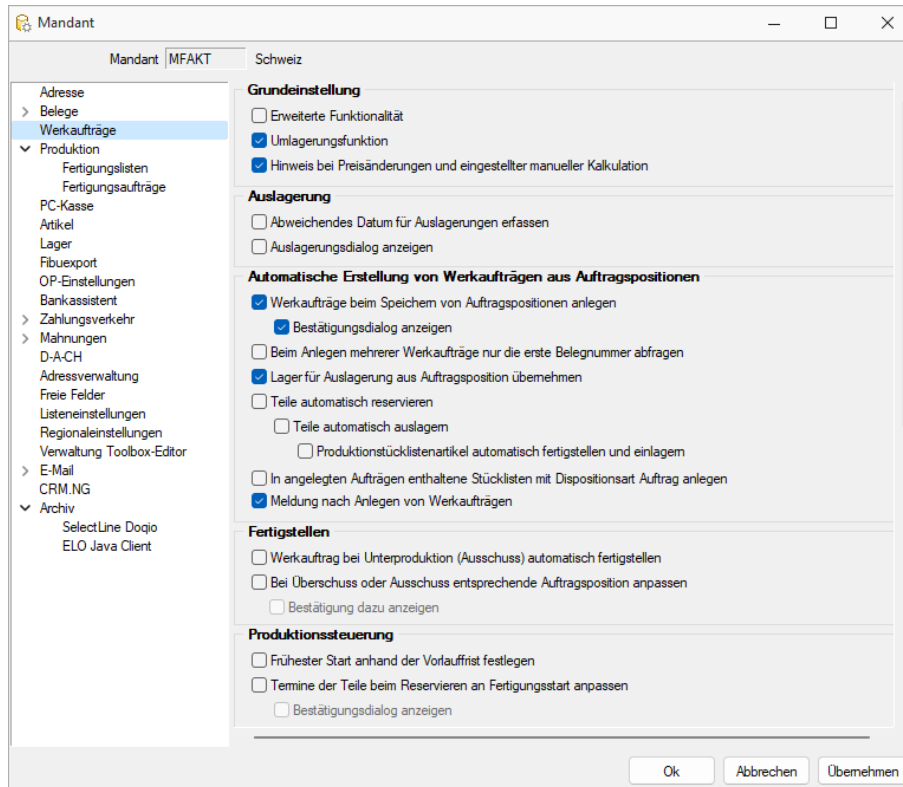 Mandant
Mandant MFAKT Schweiz
Adresse
Belege
Werkaufträge
Produktion
Fertigungslisten
Fertigungsaufträge
PC-Kasse
Artikel
Lager
Fibuexport
OP-Einstellungen
Bankassistent
Zahlungsverkehr
Mahnungen
D-A-CH
Adressverwaltung
Freie Felder
Listeneinstellungen
Regionaleinstellungen
Verwaltung Toolbox-Editor
E-Mail
CRM.NG
Archiv
SelectLine Doqio
ELO Java Client
Grundeinstellung
Erweiterte Funktionalität
Umlagerungsfunktion
Hinweis bei Preisänderungen und eingestellter manueller Kalkulation
Auslagerung
Abweichendes Datum für Auslagerungen erfassen
Auslagerungsdialog anzeigen
Automatische Erstellung von Werkaufträgen aus Auftragspositionen
Werkaufträge beim Speichern von Auftragspositionen anlegen
Bestätigungsdialog anzeigen
Beim Anlegen mehrerer Werkaufträge nur die erste Belegnummer abfragen
Lager für Auslagerung aus Auftragsposition übernehmen
Teile automatisch reservieren
Teile automatisch auslagern
Produktionstücklistenartikel automatisch fertigstellen und einlagern
In angelegten Aufträgen enthaltene Stücklisten mit Dispositionsart Auftrag anlegen
Meldung nach Anlegen von Werkaufträgen
Fertigstellen
Werkauftrag bei Unterproduktion (Ausschuss) automatisch fertigstellen
Bei Überschuss oder Ausschuss entsprechende Auftragsposition anpassen
Bestätigung dazu anzeigen
Produktionssteuerung
Frühester Start anhand der Vorlauffrist festlegen
Termine der Teile beim Reservieren an Fertigungsstart anpassen
Bestätigungsdialog anzeigen
Ok Abbrechen Übernehmen